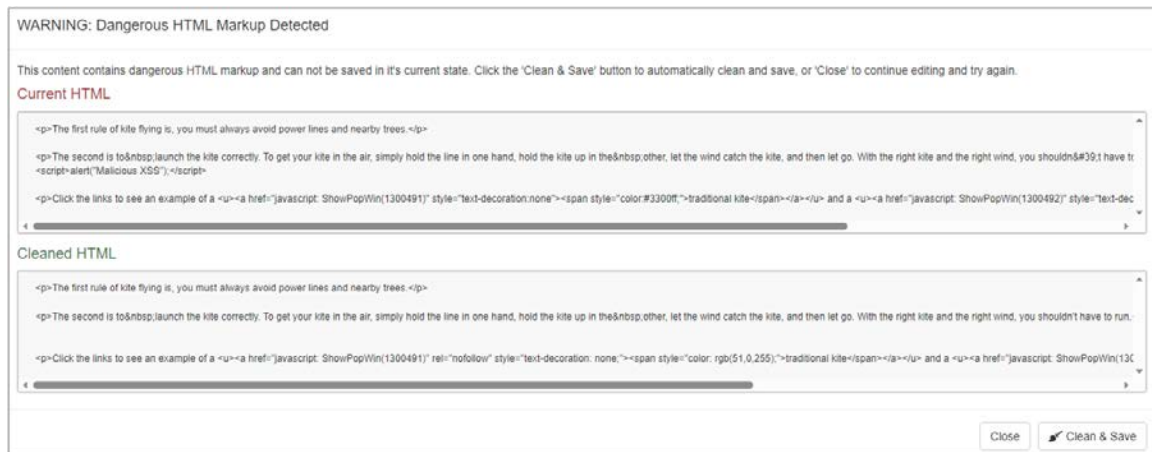 WARNING: Dangerous HTML Markup Detected
This content contains dangerous HTML markup and can not be saved in it's current state. Click the 'Clean & Save' button to automatically clean and save, or 'Close' to continue editing and try again.
Current HTML
<p>The first rule of kite flying is, you must always avoid power lines and nearby trees.</p>
<p>The second is to&nbsp;launch the kite correctly. To get your kite in the air, simply hold the line in one hand, hold the kite up in the&nbsp;other, let the wind catch the kite, and then let go. With the right kite and the right wind, you shouldn&#39;t have to
<script>alert("Malicious XSS");</script>
<p>Click the links to see an example of a <u><a href="javascript: ShowPopWin(1300491)" style="text-decoration:none"><span style="color:#3300ff;">traditional kite</span></a></u> and a <u><a href="javascript: ShowPopWin(1300492)" style="text-dec
Cleaned HTML
<p>The first rule of kite flying is, you must always avoid power lines and nearby trees.</p>
<p>The second is to&nbsp;launch the kite correctly. To get your kite in the air, simply hold the line in one hand, hold the kite up in the&nbsp;other, let the wind catch the kite, and then let go. With the right kite and the right wind, you shouldn't have to run.
<p>Click the links to see an example of a <u><a href="javascript: ShowPopWin(1300491)" rel="nofollow" style="text-decoration: none;"><span style="color: rgb(51,0,255);">traditional kite</span></a></u> and a <u><a href="javascript: ShowPopWin(130
Close Clean & Save